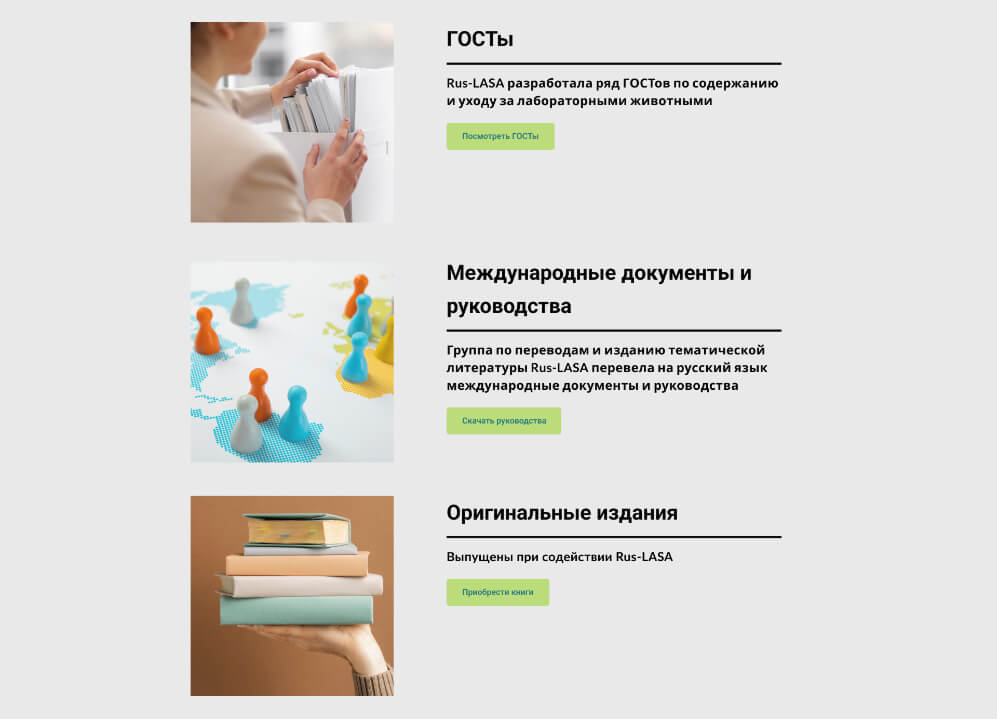 ГОСТы
Rus-LASA разработала ряд ГОСТов по содержанию
и уходу за лабораторными животными
Посмотреть ГОСТы
Международные документы и
руководства
Группа по переводам и изданию тематической
литературы Rus-LASA перевела на русский язык
международные документы и руководства
Скачать руководства
Оригинальные издания
Выпущены при содействии Rus-LASA
Приобрести книги